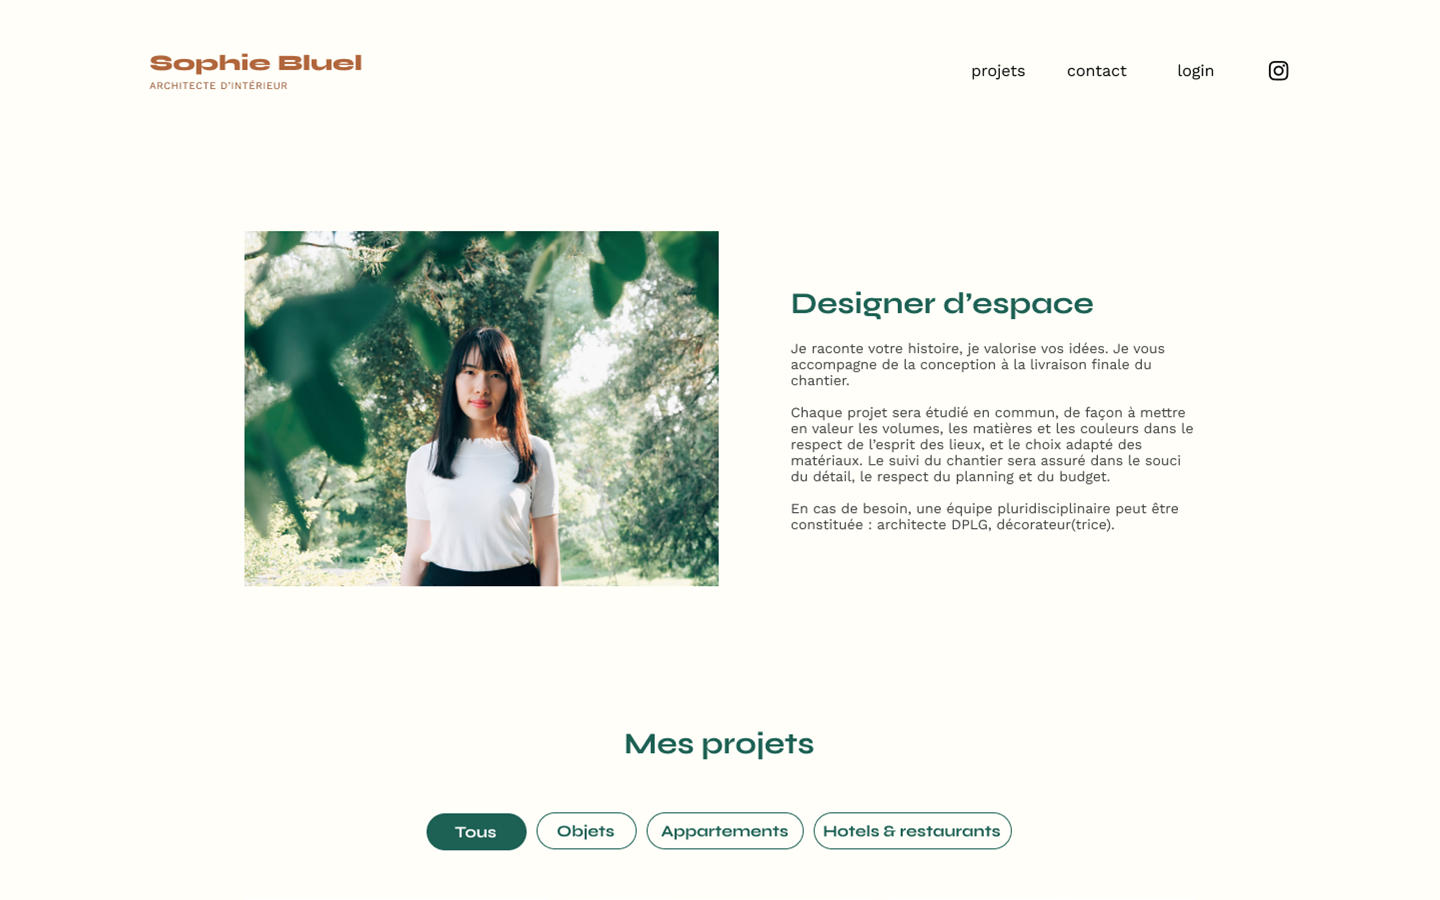 Sophie Bluel
ARCHITECTE D'INTÉRIEUR
projets
contact
login
Designer d’espace
Je raconte votre histoire, je valorise vos idées. Je vous
accompagne de la conception à la livraison finale du
chantier.
Chaque projet sera étudié en commun, de façon à mettre
en valeur les volumes, les matières et les couleurs dans le
respect de l’esprit des lieux, et le choix adapté des
matériaux. Le suivi du chantier sera assuré dans le souci
du détail, le respect du planning et du budget.
En cas de besoin, une équipe pluridisciplinaire peut être
constituée : architecte DPLG, décorateur(trice).
Mes projets
Tous
Objets
Appartements
Hotels & restaurants